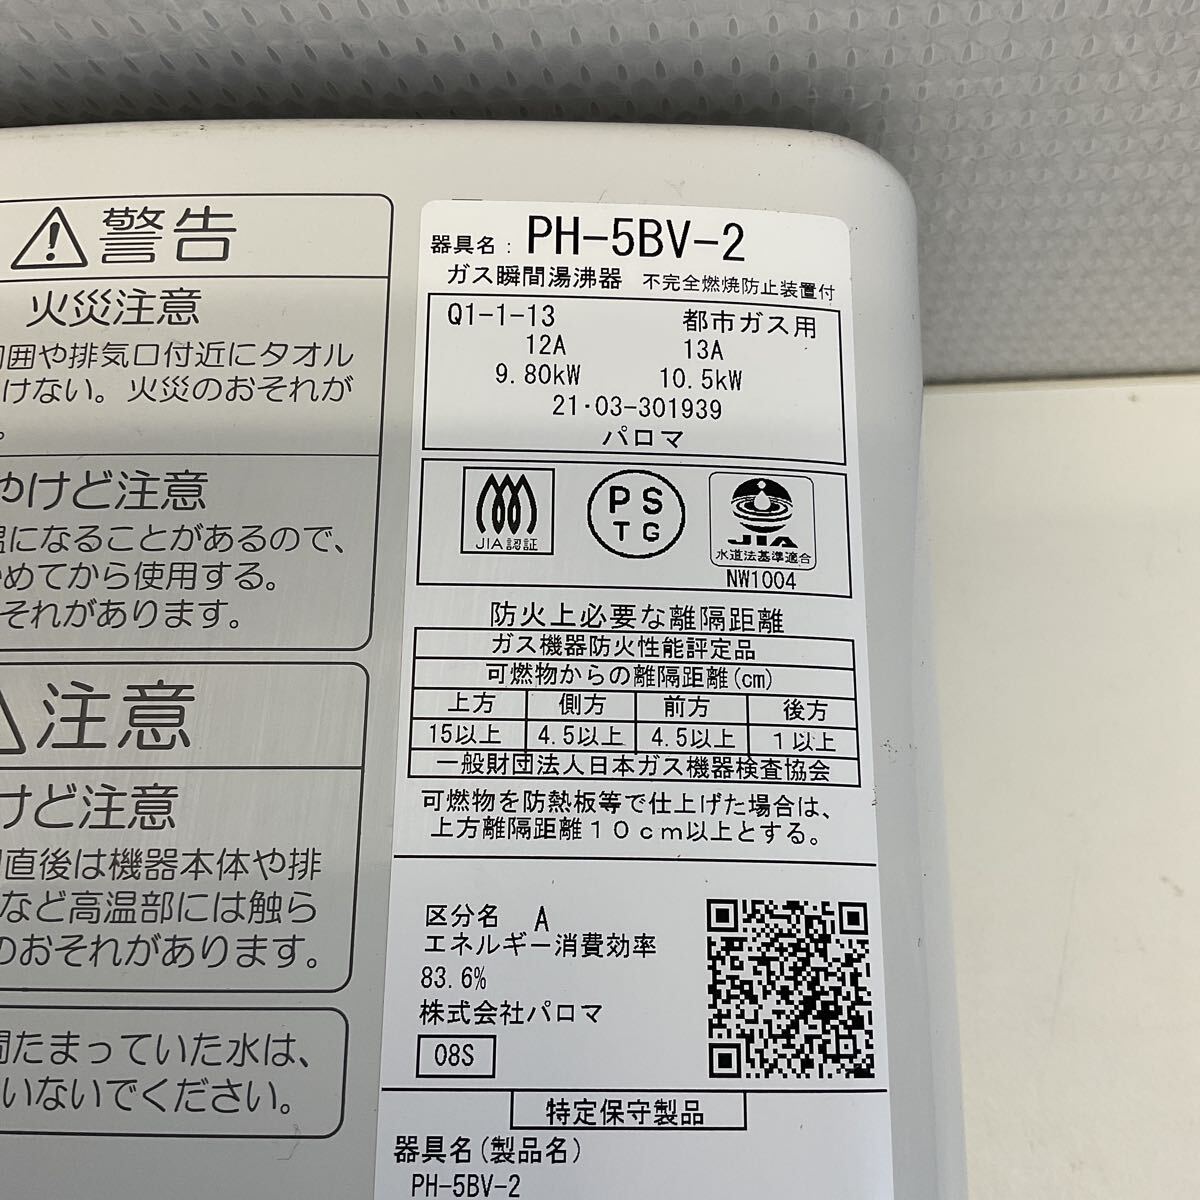 警告
火災注意
囲や排気口付近にタオル
けない。火災のおそれが
。
やけど注意
温になることがあるので、
めてから使用する。
それがあります。
注意
けど注意
直後は機器本体や排
など高温部には触ら
のおそれがあります。
間たまっていた水は、
いないでください。
器具名: PH-5BV-2
ガス瞬間湯沸器 不完全燃焼防止装置付
Q1-1-13 都市ガス用
12A 13A
9.80kW 10.5kW
21・03-301939
パロマ
JIA認証
PS
TG
JIA
水道法基準適合
NW1004
防火上必要な離隔距離
ガス機器防火性能評定品
可燃物からの離隔距離(cm)
上方 側方 前方 後方
15以上 4.5以上 4.5以上 1以上
一般財団法人日本ガス機器検査協会
可燃物を防熱板等で仕上げた場合は、
上方離隔距離10cm以上とする。
区分名 A
エネルギー消費効率
83.6%
株式会社パロマ
08S
特定保守製品
器具名(製品名)
PH-5BV-2